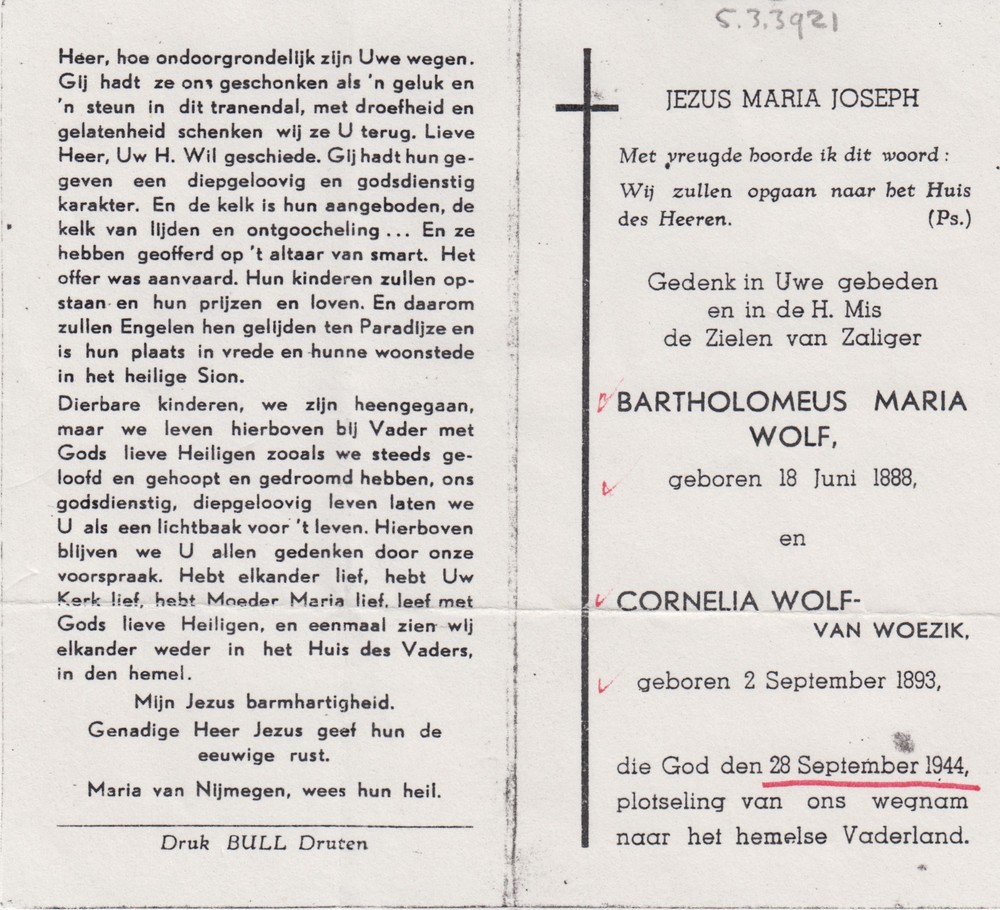 Heer, hoe ondoorgrondelijk zijn Uwe wegen.
Gij hadt ze ons geschonken als 'n geluk en
'n steun in dit tranendal, met droefheid en
gelatenheid schenken wij ze U terug. Lieve
Heer, Uw H. Wil geschiede. Gij hadt hun ge-
geven een diepgeloovig en godsdienstig
karakter. En de kelk is hun aangeboden, de
kelk van lijden en ontgoocheling ... En ze
hebben geofferd op 't altaar van smart. Het
offer was aanvaard. Hun kinderen zullen op-
staan en hun prijzen en loven. En daarom
zullen Engelen hen gelijden ten Paradijze en
is hun plaats in vrede en hunne woonstede
in het heilige Sion.
Dierbare kinderen, we zijn heengegaan,
maar we leven hierboven bij Vader met
Gods lieve Heiligen zooals we steeds ge-
loofd en gehoopt en gedroomd hebben, ons
godsdienstig, diepgeloovig leven laten we
U als een lichtbaak voor 't leven. Hierboven
blijven we U allen gedenken door onze
voorspraak. Hebt elkander lief, hebt Uw
Kerk lief, hebt Moeder Maria lief, leef met
Gods lieve Heiligen, en eenmaal zien wij
elkander weder in het Huis des Vaders,
in den hemel.
Mijn Jezus barmhartigheid.
Genadige Heer Jezus geef hun de
eeuwige rust.
Maria van Nijmegen, wees hun heil.
Druk BULL Druten
5.3.3921
JEZUS MARIA JOSEPH
Met vreugde hoorde ik dit woord:
Wij zullen opgaan naar het Huis
des Heeren. (Ps.)
Gedenk in Uwe gebeden
en in de H. Mis
de Zielen van Zaliger
BARTHOLOMEUS MARIA
WOLF,
geboren 18 Juni 1888,
en
CORNELIA WOLF-
VAN WOEZIK,
geboren 2 September 1893,
die God den 28 September 1944,
plotseling van ons wegnam
naar het hemelse Vaderland.